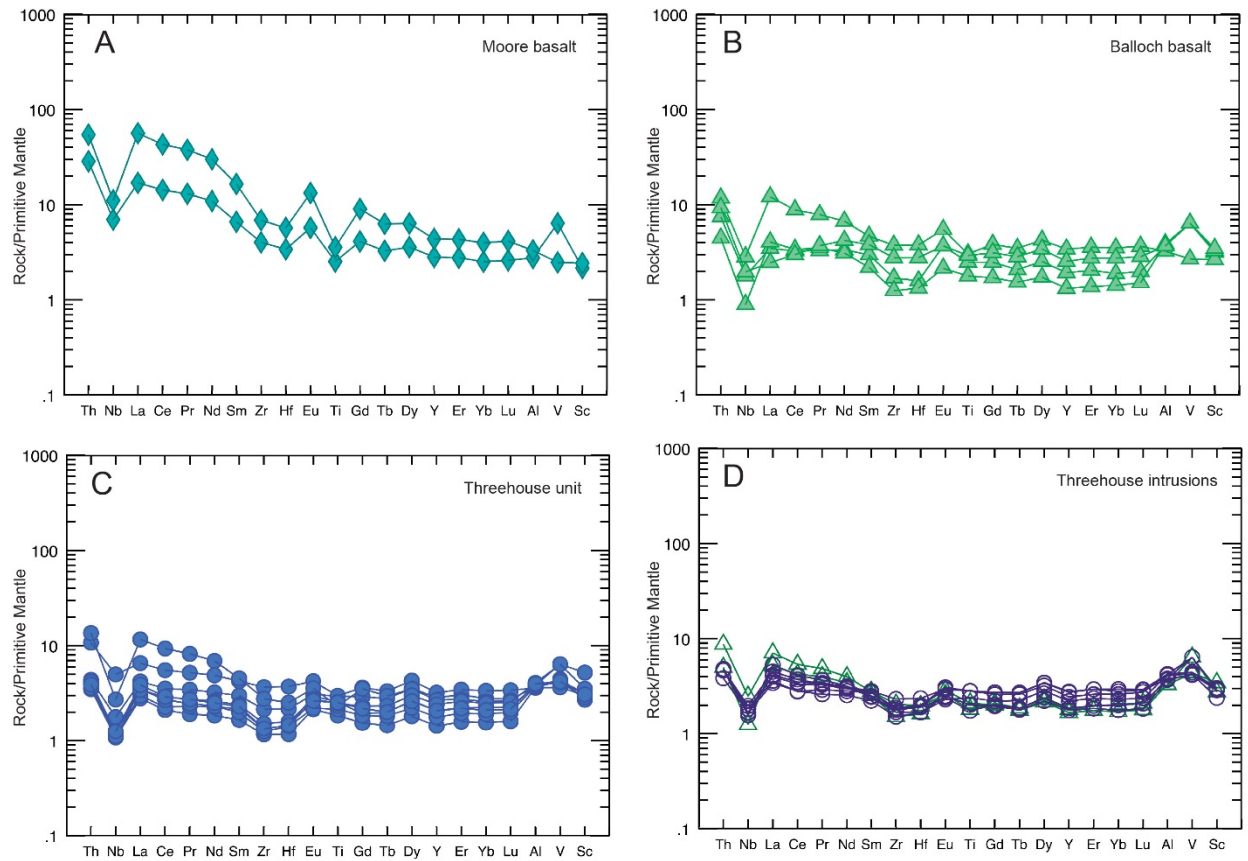 A
Moore basalt
1000
100
10
1
.1
Rock/Primitive Mantle
Th Nb La Ce Pr Nd Sm Zr Hf Eu Ti Gd Tb Dy Y Er Yb Lu Al V Sc
B
Balloch basalt
1000
100
10
1
.1
Rock/Primitive Mantle
Th Nb La Ce Pr Nd Sm Zr Hf Eu Ti Gd Tb Dy Y Er Yb Lu Al V Sc
C
Threehouse unit
1000
100
10
1
.1
Rock/Primitive Mantle
Th Nb La Ce Pr Nd Sm Zr Hf Eu Ti Gd Tb Dy Y Er Yb Lu Al V Sc
D
Threehouse intrusions
1000
100
10
1
.1
Rock/Primitive Mantle
Th Nb La Ce Pr Nd Sm Zr Hf Eu Ti Gd Tb Dy Y Er Yb Lu Al V Sc